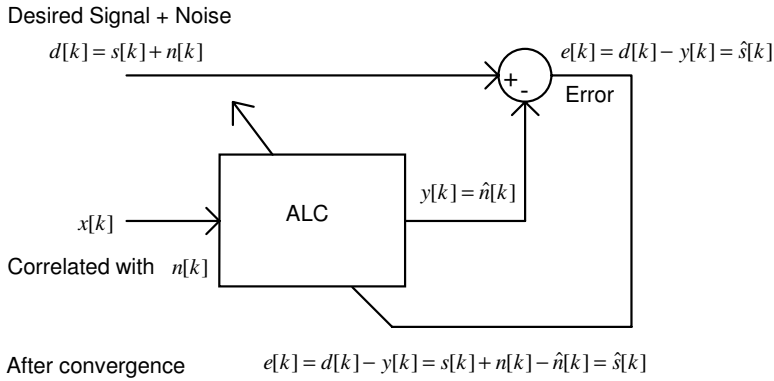 Desired Signal + Noise
d[k] = s[k] + n[k]
e[k] = d[k] − y[k] = ŝ[k]
+
-
Error
ALC
y[k] = n̂[k]
x[k]
Correlated with n[k]
After convergence e[k] = d[k] − y[k] = s[k] + n[k] − n̂[k] = ŝ[k]